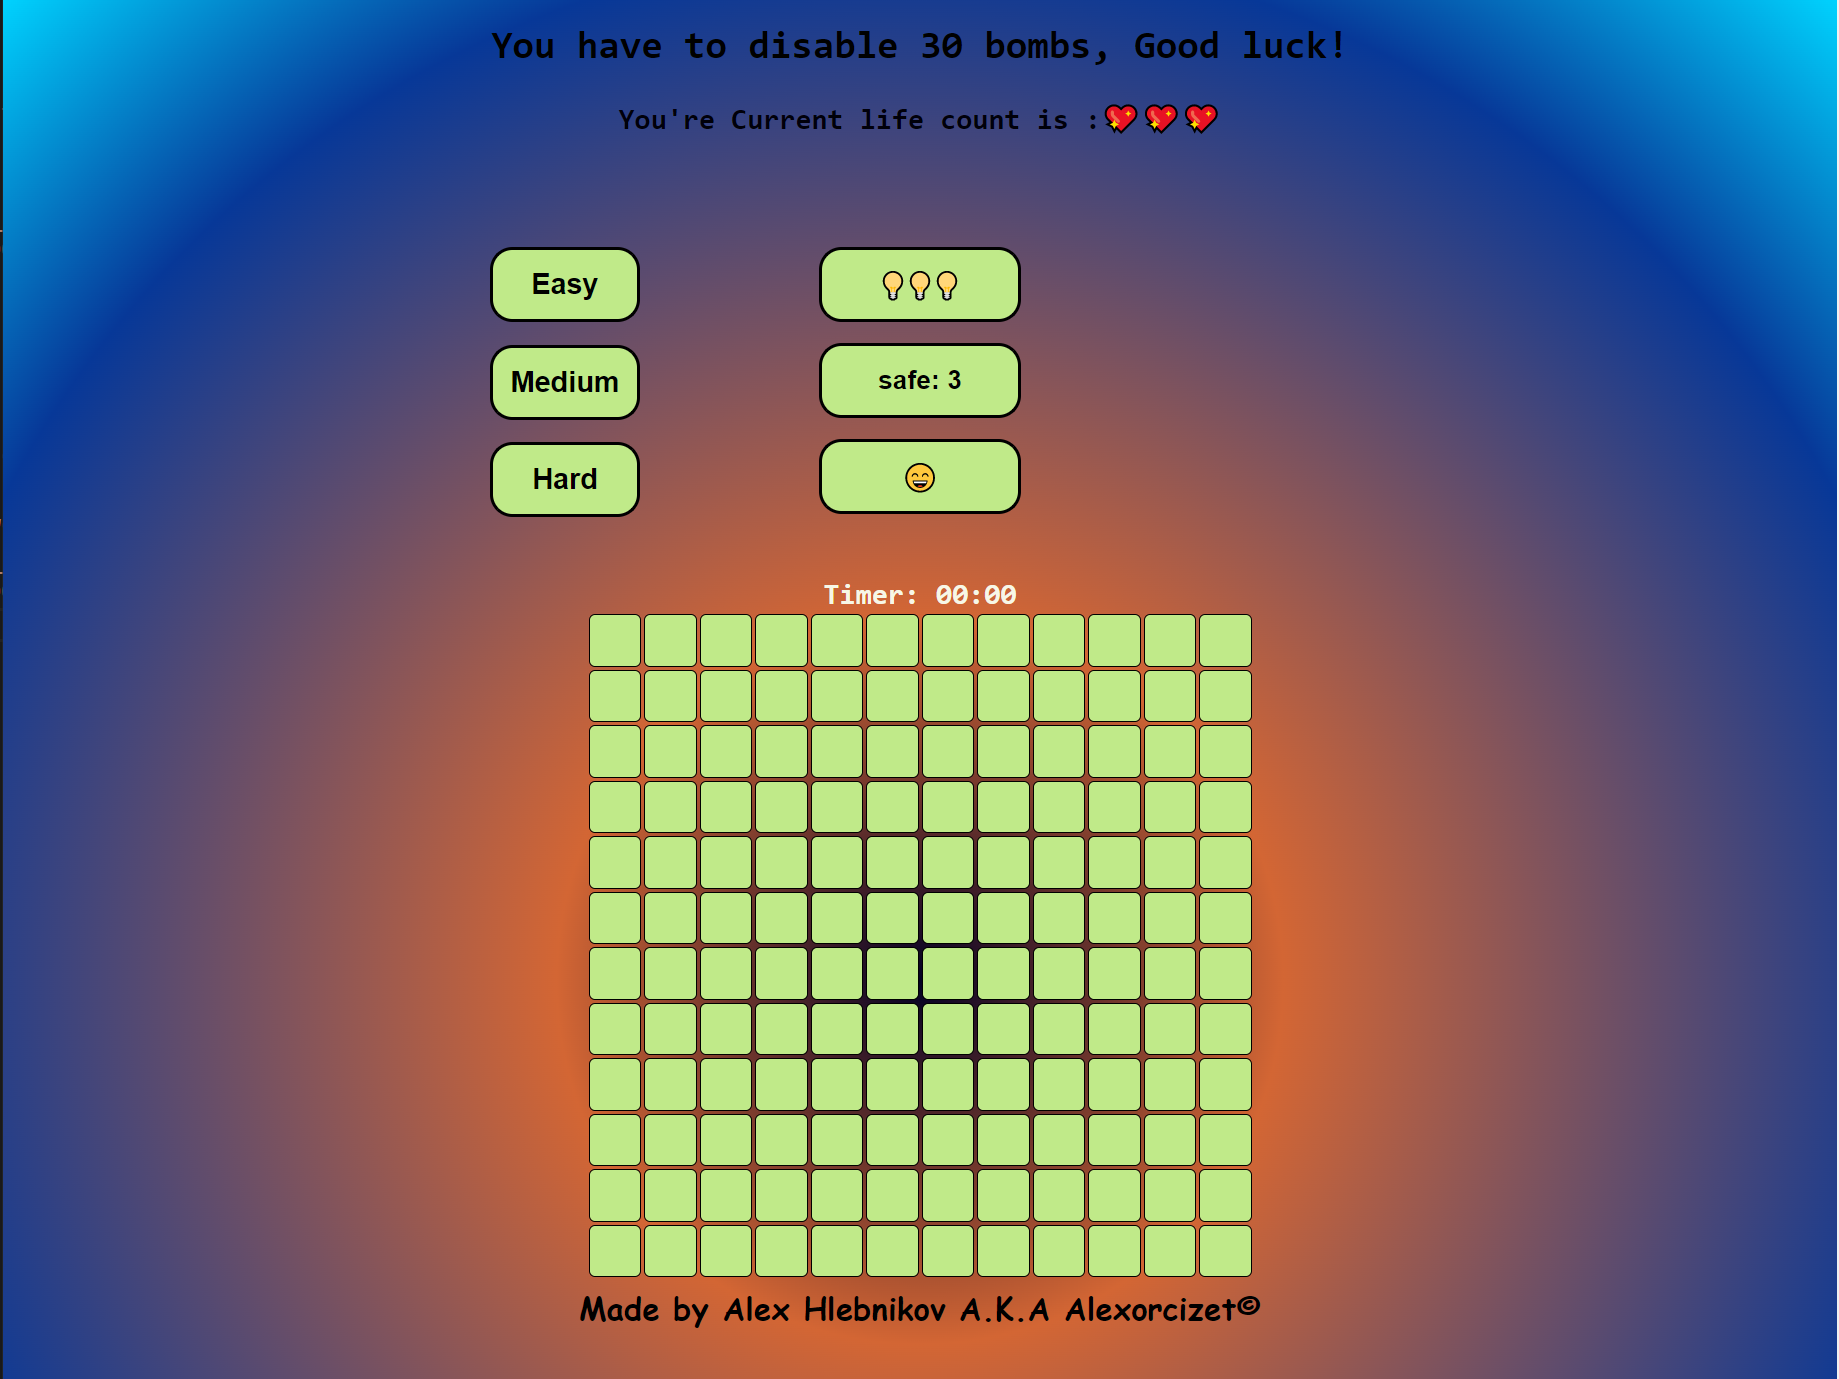 You have to disable 30 bombs, Good luck!
You're Current life count is :💖💖💖
Easy
💡💡💡
Medium
safe: 3
Hard
😄
Timer: 00:00
Made by Alex Hlebnikov A.K.A Alexorcizet©